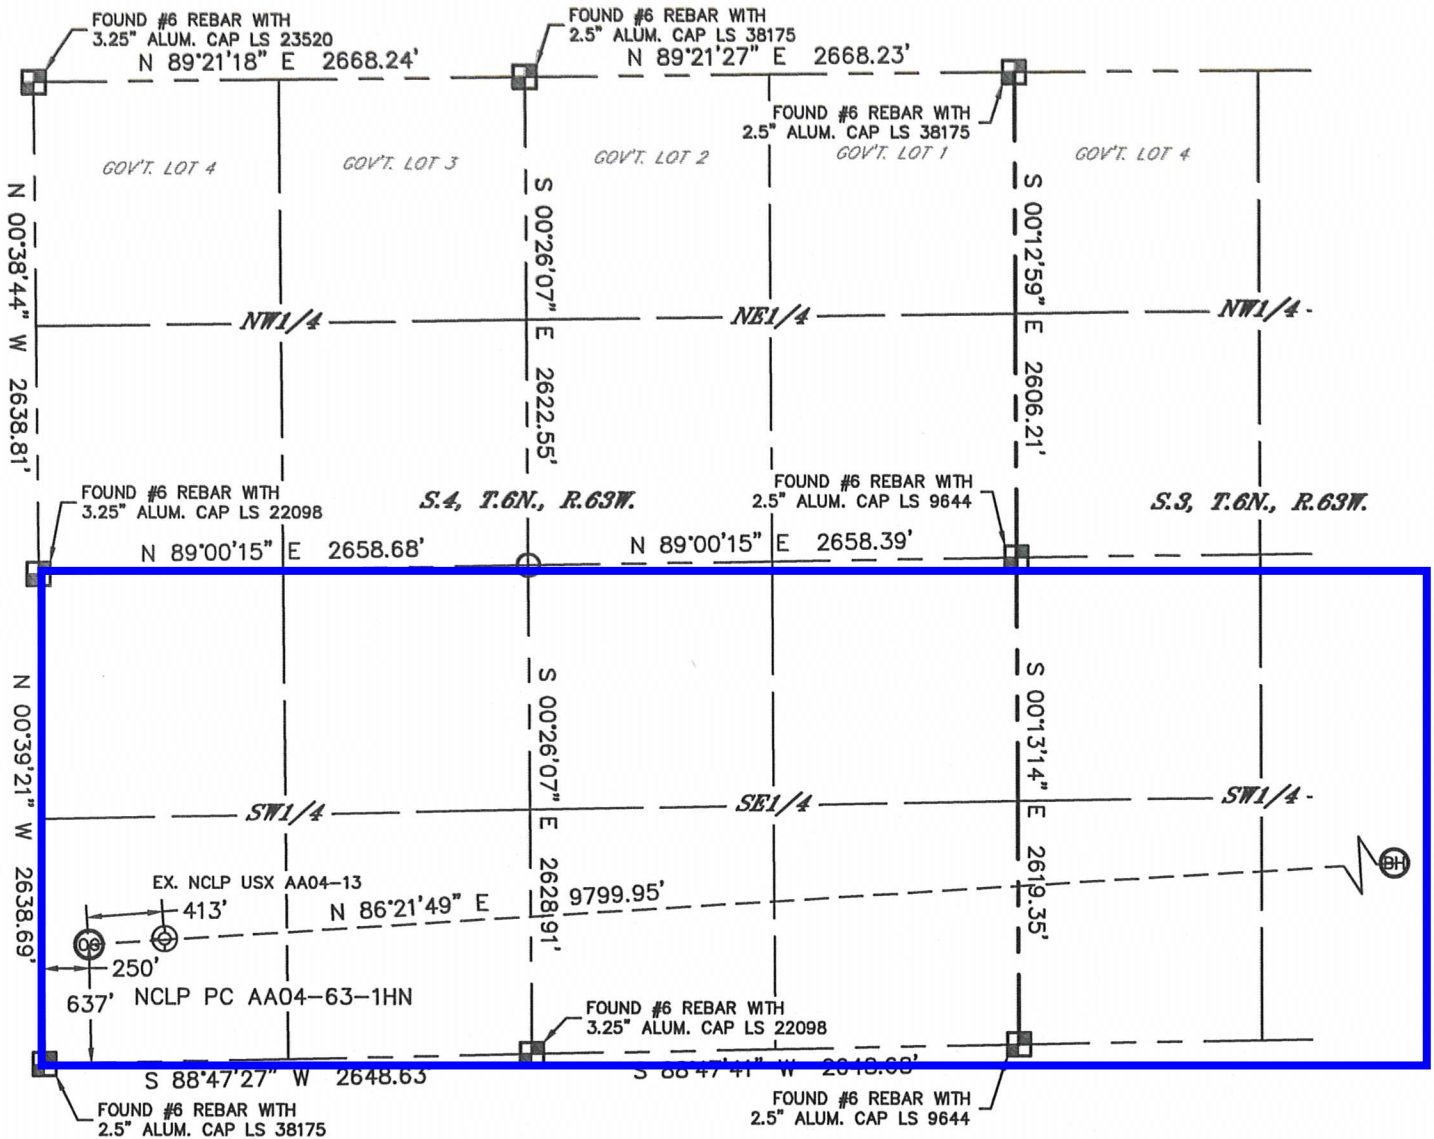 FOUND #6 REBAR WITH
3.25" ALUM. CAP LS 23520
N 89°21'18" E 2668.24'
FOUND #6 REBAR WITH
2.5" ALUM. CAP LS 38175
N 89°21'27" E 2668.23'
FOUND #6 REBAR WITH
2.5" ALUM. CAP LS 38175
GOV'T. LOT 4
GOV'T. LOT 3
GOV'T. LOT 2
GOV'T. LOT 1
GOV'T. LOT 4
N 00°38'44" W 2638.81'
S 00°26'07" E 2622.55'
S 00°12'59" E 2606.21'
NW1/4
NE1/4
NW1/4
FOUND #6 REBAR WITH
3.25" ALUM. CAP LS 22098
S.4, T.6N., R.63W.
FOUND #6 REBAR WITH
2.5" ALUM. CAP LS 9644
S.3, T.6N., R.63W.
N 89°00'15" E 2658.68'
N 89°00'15" E 2658.39'
N 00°39'21" W 2638.69'
S 00°26'07" E 2628.91'
S 00°13'14" E 2619.35'
SW1/4
SE1/4
SW1/4
EX. NCLP USX AA04-13
413'
N 86°21'49" E 9799.95'
BH
OG
250'
637'
NCLP PC AA04-63-1HN
FOUND #6 REBAR WITH
3.25" ALUM. CAP LS 22098
S 88°47'27" W 2648.63'
S 88°47'41" W
FOUND #6 REBAR WITH
2.5" ALUM. CAP LS 9644
FOUND #6 REBAR WITH
2.5" ALUM. CAP LS 38175